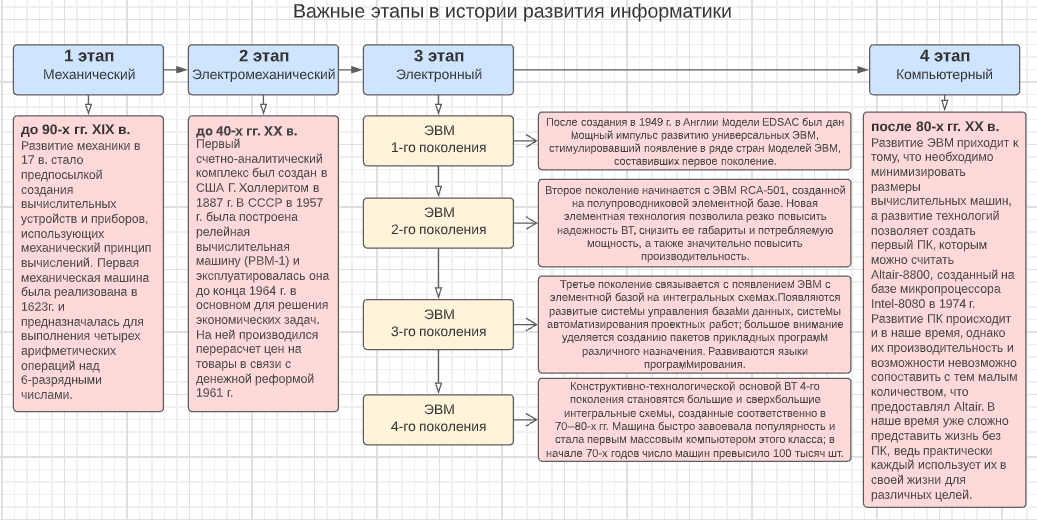 Важные этапы в истории развития информатики
1 этап
Механический
2 этап
Электромеханический
3 этап
Электронный
4 этап
Компьютерный
до 90-х гг. XIX в.
Развитие механики в
17 в. стало
предпосылкой
создания
вычислительных
устройств и приборов,
использующих
механический принцип
вычислений. Первая
механическая машина
была реализована в
1623г. и
предназначалась для
выполнения четырех
арифметических
операций над
6-разрядными
числами.
до 40-х гг. XX в.
Первый
счетно-аналитический
комплекс был создан в
США Г. Холлеритом в
1887 г. В СССР в 1957
г. была построена
релейная
вычислительная
машину (РВМ-1) и
эксплуатировалась она
до конца 1964 г. в
основном для решения
экономических задач.
На ней производился
перерасчет цен на
товары в связи с
денежной реформой
1961 г.
ЭВМ
1-го поколения
После создания в 1949 г. в Англии модели EDSAC был дан
мощный импульс развитию универсальных ЭВМ,
стимулировавший появление в ряде стран моделей ЭВМ,
составивших первое поколение.
ЭВМ
2-го поколения
Второе поколение начинается с ЭВМ RCA-501, созданной
на полупроводниковой элементной базе. Новая
элементная технология позволила резко повысить
надежность ВТ, снизить ее габариты и потребляемую
мощность, а также значительно повысить
производительность.
ЭВМ
3-го поколения
Третье поколение связывается с появлением ЭВМ с
элементной базой на интегральных схемах.Появляются
развитые системы управления базами данных, системы
автоматизирования проектных работ; большое внимание
уделяется созданию пакетов прикладных программ
различного назначения. Развиваются языки
программирования.
ЭВМ
4-го поколения
Конструктивно-технологической основой ВТ 4-го
поколения становятся большие и сверхбольшие
интегральные схемы, созданные соответственно в
70–80-х гг. Машина быстро завоевала популярность и
стала первым массовым компьютером этого класса; в
начале 70-х годов число машин превысило 100 тысяч шт.
после 80-х гг. XX в.
Развитие ЭВМ приходит к
тому, что необходимо
минимизировать
размеры
вычислительных машин,
а развитие технологий
позволяет создать
первый ПК, которым
можно считать
Altair-8800, созданный на
базе микропроцессора
Intel-8080 в 1974 г.
Развитие ПК происходит
и в наше время, однако
их производительность и
возможности невозможно
сопоставить с тем малым
количеством, что
предоставлял Altair. В
наше время уже сложно
представить жизнь без
ПК, ведь практически
каждый использует их в
своей жизни для
различных целей.